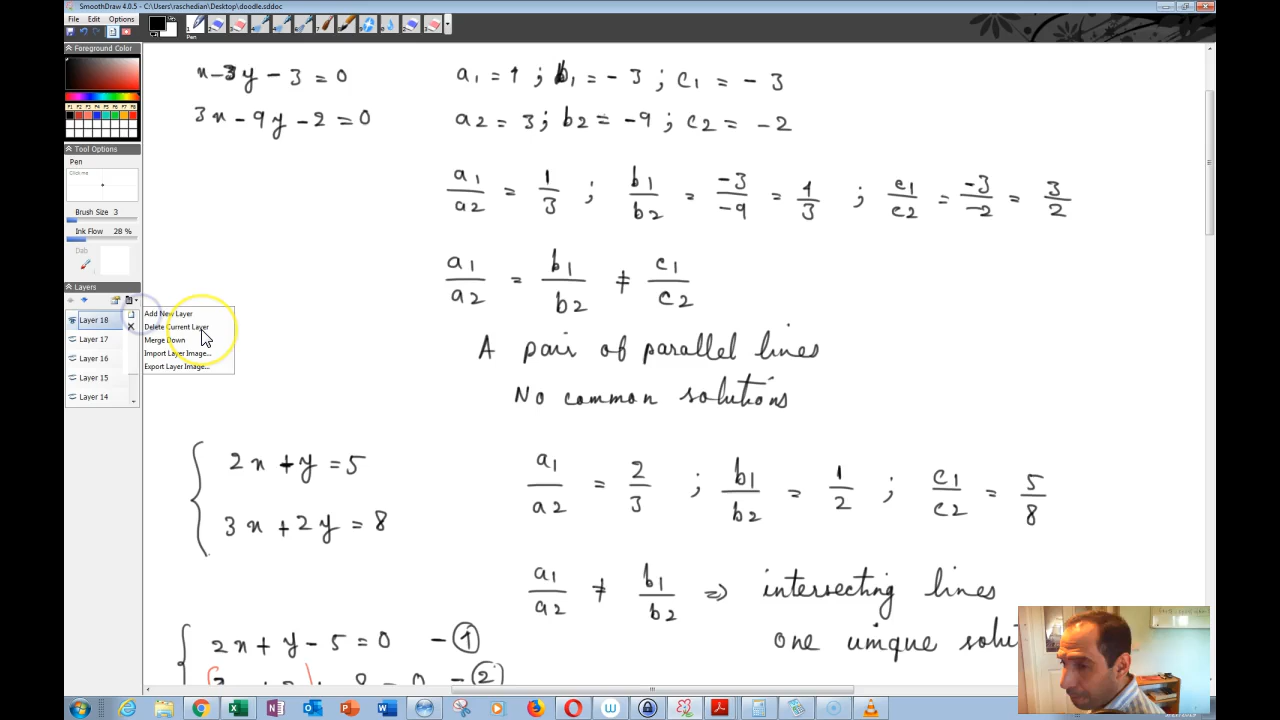 SmoothDraw 4.0.5 - C:\Users\raschedian\doodle.sddoc
File Edit Options
Pen
Foreground Color
Tool Options
Pen
Click me
Brush Size 3
Ink Flow 28 %
Dab
Layers
Layer 18
Layer 17
Layer 16
Layer 15
Layer 14
Add New Layer
Delete Current Layer
Merge Down
Import Layer Image...
Export Layer Image...
x - 3y - 3 = 0
a1 = 1 ; b1 = - 3 ; c1 = - 3
3x - 9y - 2 = 0
a2 = 3 ; b2 = -9 ; c2 = -2
a1/a2 = 1/3 ; b1/b2 = -3/-9 = 1/3 ; c1/c2 = -3/-2 = 3/2
a1/a2 = b1/b2 ≠ c1/c2
A pair of parallel lines
No common solutions
2x + y = 5
3x + 2y = 8
a1/a2 = 2/3 ; b1/b2 = 1/2 ; c1/c2 = 5/8
a1/a2 ≠ b1/b2 => intersecting lines
one unique
2x + y - 5 = 0 - ①
- ②